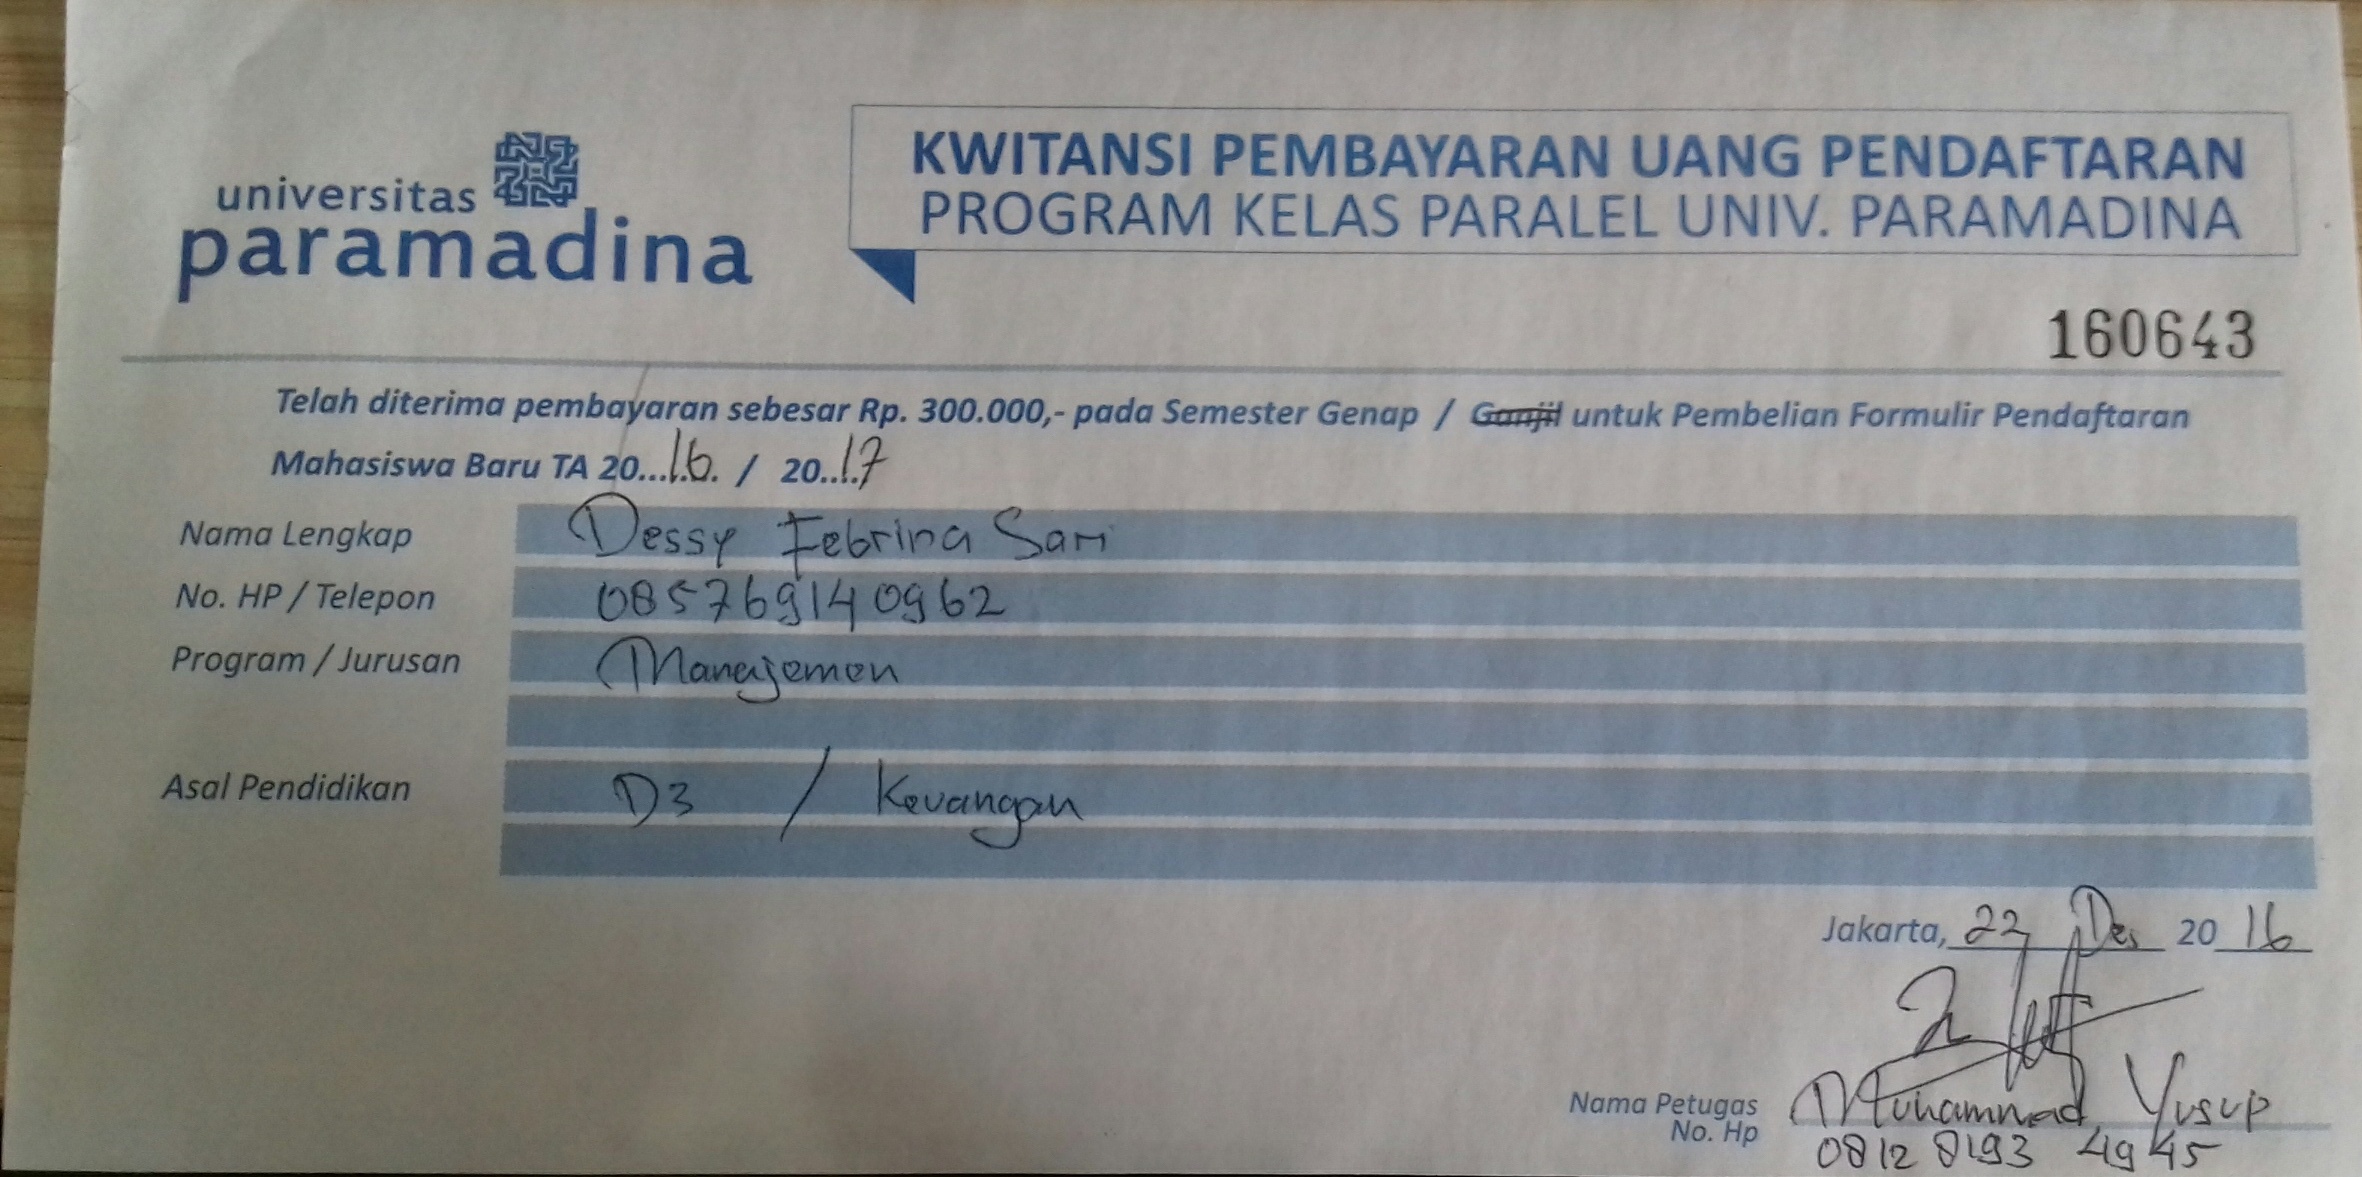 universitas
paramadina
KWITANSI PEMBAYARAN UANG PENDAFTARAN
PROGRAM KELAS PARALEL UNIV. PARAMADINA
160643
Telah diterima pembayaran sebesar Rp. 300.000,- pada Semester Genap / Ganjil untuk Pembelian Formulir Pendaftaran
Mahasiswa Baru TA 20...16. / 20..17
Nama Lengkap Dessy Febrina Sari
No. HP / Telepon 085769140962
Program / Jurusan Manajemen
Asal Pendidikan D3 / Keuangan
Jakarta, 22 Des 20 16
Nama Petugas Muhammad Yusup
No. Hp 0812 8193 4945